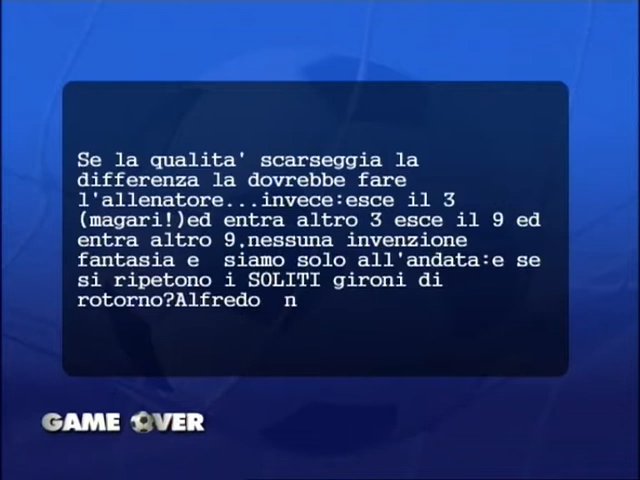 Se la qualita' scarseggia la
differenza la dovrebbe fare
l'allenatore...invece:esce il 3
(magari!)ed entra altro 3 esce il 9 ed
entra altro 9.nessuna invenzione
fantasia e  siamo solo all'andata:e se
si ripetono i SOLITI gironi di
rotorno?Alfredo  n
GAME OVER